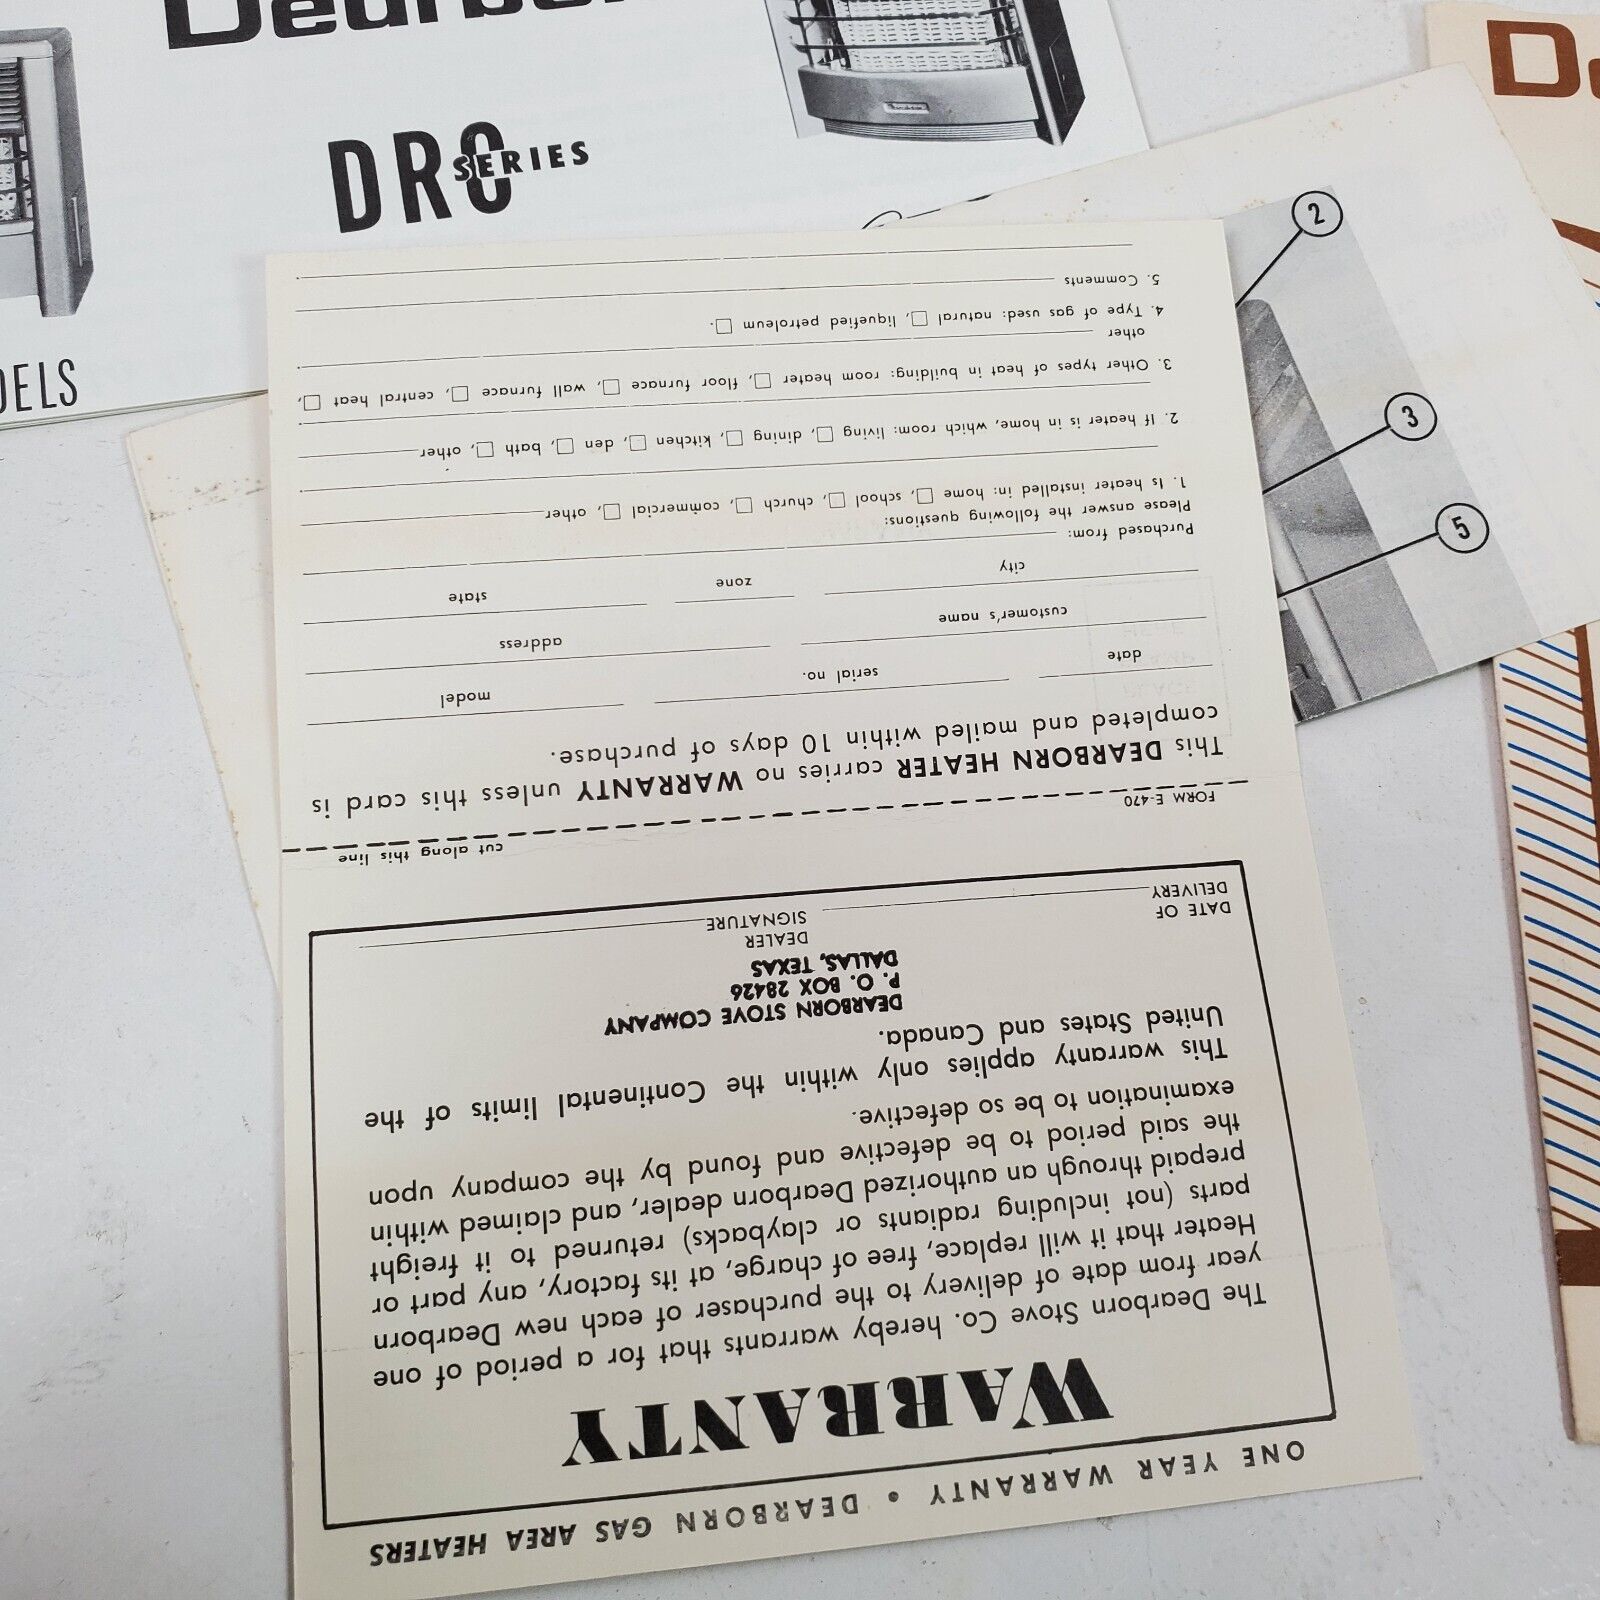 Dearbor
DRC
SERIES
DELS
2
3
5
ONE YEAR WARRANTY • DEARBORN GAS AREA HEATERS
WARRANTY
The Dearborn Stove Co. hereby warrants that for a period of one
year from date of delivery to the purchaser of each new Dearborn
Heater that it will replace, free of charge, at its factory, any part or
parts (not including radiants or claybacks) returned to it freight
prepaid through an authorized Dearborn dealer, and claimed within
the said period to be defective and found by the company upon
examination to be so defective.
This warranty applies only within the Continental limits of the
United States and Canada.
DEARBORN STOVE COMPANY
P. O. BOX 28426
DALLAS, TEXAS
DATE OF
DELIVERY
DEALER
SIGNATURE
cut along this line
FORM E-470
This DEARBORN HEATER carries no WARRANTY unless this card is
completed and mailed within 10 days of purchase.
date serial no. model
customer's name address
city zone state
Purchased from:
Please answer the following questions:
1. Is heater installed in: home □, school □, church □, commercial □, other
2. If heater is in home, which room: living □, dining □, kitchen □, den □, bath □, other
3. Other types of heat in building: room heater □, floor furnace □, wall furnace □, central heat □,
other
4. Type of gas used: natural □, liquefied petroleum □.
5. Comments